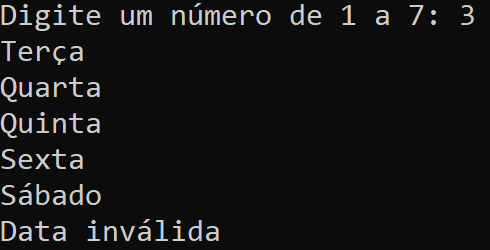 Digite um número de 1 a 7: 3
Terça
Quarta
Quinta
Sexta
Sábado
Data inválida